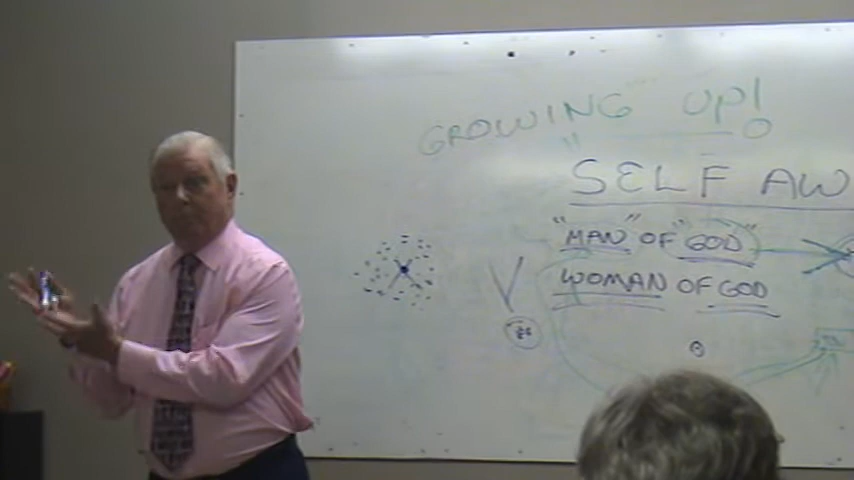 GROWING UP!
SELF AW
"MAN" OF "GOD"
V WOMAN OF GOD